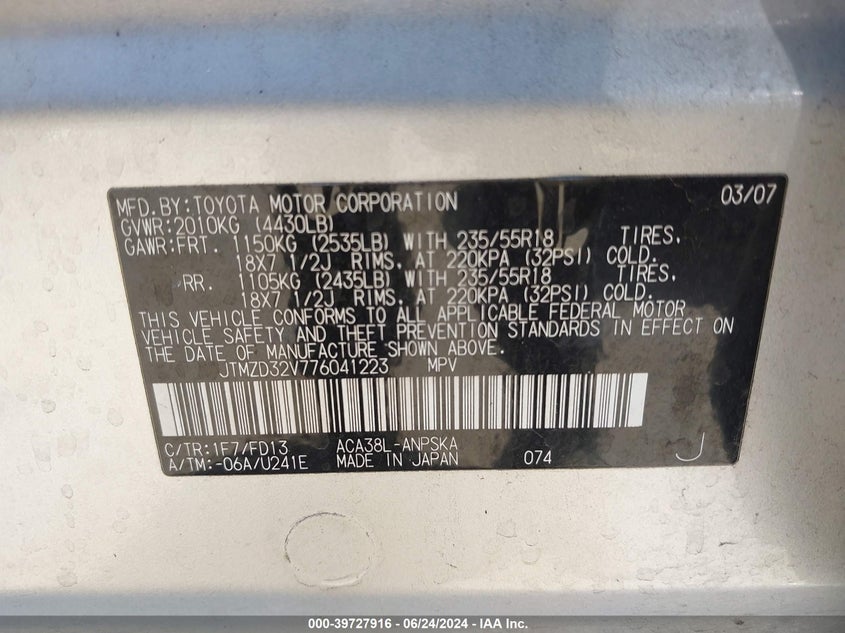 MFD.BY:TOYOTA MOTOR CORPORATION 03/07
GVWR:2010KG (4430LB)
GAWR:FRT. 1150KG (2535LB) WITH 235/55R18 TIRES,
18X7 1/2J RIMS, AT 220KPA (32PSI) COLD.
RR. 1105KG (2435LB) WITH 235/55R18 TIRES,
18X7 1/2J RIMS, AT 220KPA (32PSI) COLD.
THIS VEHICLE CONFORMS TO ALL APPLICABLE FEDERAL MOTOR
VEHICLE SAFETY AND THEFT PREVENTION STANDARDS IN EFFECT ON
THE DATE OF MANUFACTURE SHOWN ABOVE.
JTMZD32V776041223 MPV
C/TR:1F7/FD13 ACA38L-ANPSKA
A/TM:-06A/U241E MADE IN JAPAN 074 J
000-39727916 - 06/24/2024 - IAA Inc.